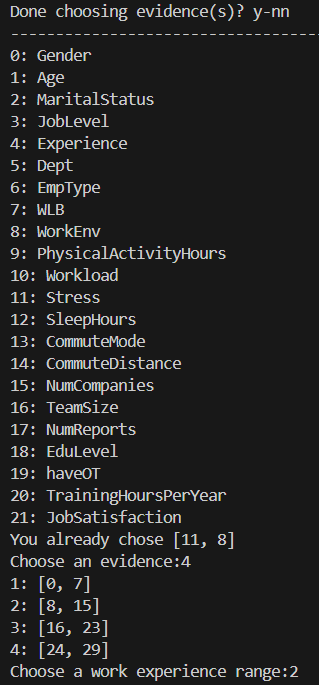 Done choosing evidence(s)? y-nn
--------------------------------
0: Gender
1: Age
2: MaritalStatus
3: JobLevel
4: Experience
5: Dept
6: EmpType
7: WLB
8: WorkEnv
9: PhysicalActivityHours
10: Workload
11: Stress
12: SleepHours
13: CommuteMode
14: CommuteDistance
15: NumCompanies
16: TeamSize
17: NumReports
18: EduLevel
19: haveOT
20: TrainingHoursPerYear
21: JobSatisfaction
You already chose [11, 8]
Choose an evidence:4
1: [0, 7]
2: [8, 15]
3: [16, 23]
4: [24, 29]
Choose a work experience range:2